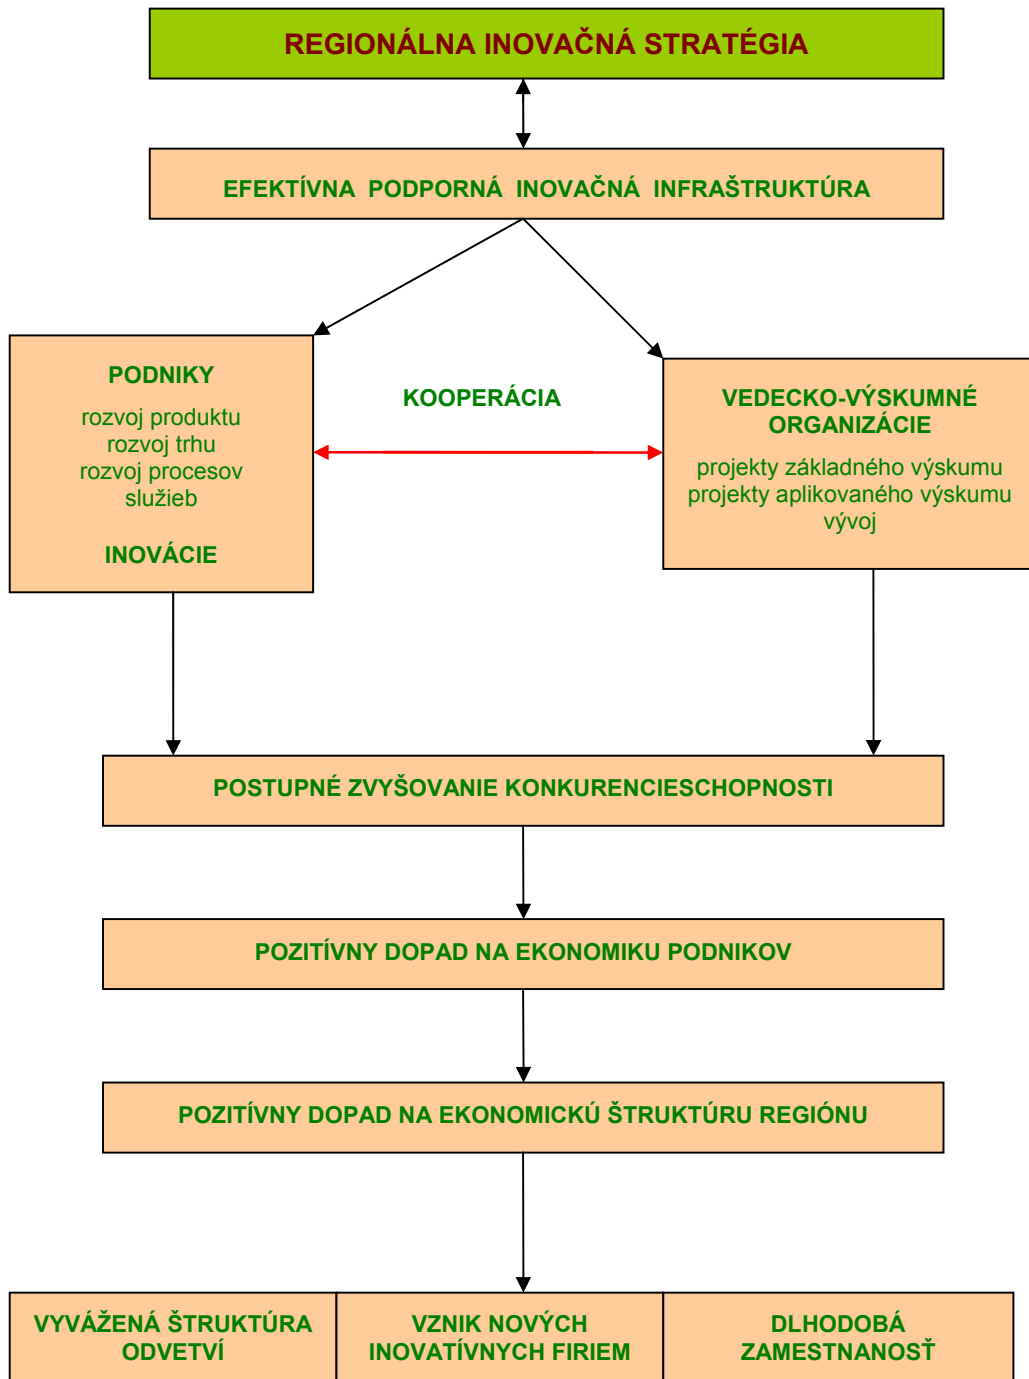 REGIONÁLNA INOVAČNÁ STRATÉGIA
EFEKTÍVNA PODPORNÁ INOVAČNÁ INFRAŠTRUKTÚRA
PODNIKY
rozvoj produktu
rozvoj trhu
rozvoj procesov
služieb
INOVÁCIE
KOOPERÁCIA
VEDECKO-VÝSKUMNÉ
ORGANIZÁCIE
projekty základného výskumu
projekty aplikovaného výskumu
vývoj
POSTUPNÉ ZVYŠOVANIE KONKURENCIESCHOPNOSTI
POZITÍVNY DOPAD NA EKONOMIKU PODNIKOV
POZITÍVNY DOPAD NA EKONOMICKÚ ŠTRUKTÚRU REGIÓNU
VYVÁŽENÁ ŠTRUKTÚRA
ODVETVÍ
VZNIK NOVÝCH
INOVATÍVNYCH FIRIEM
DLHODOBÁ
ZAMESTNANOSŤ